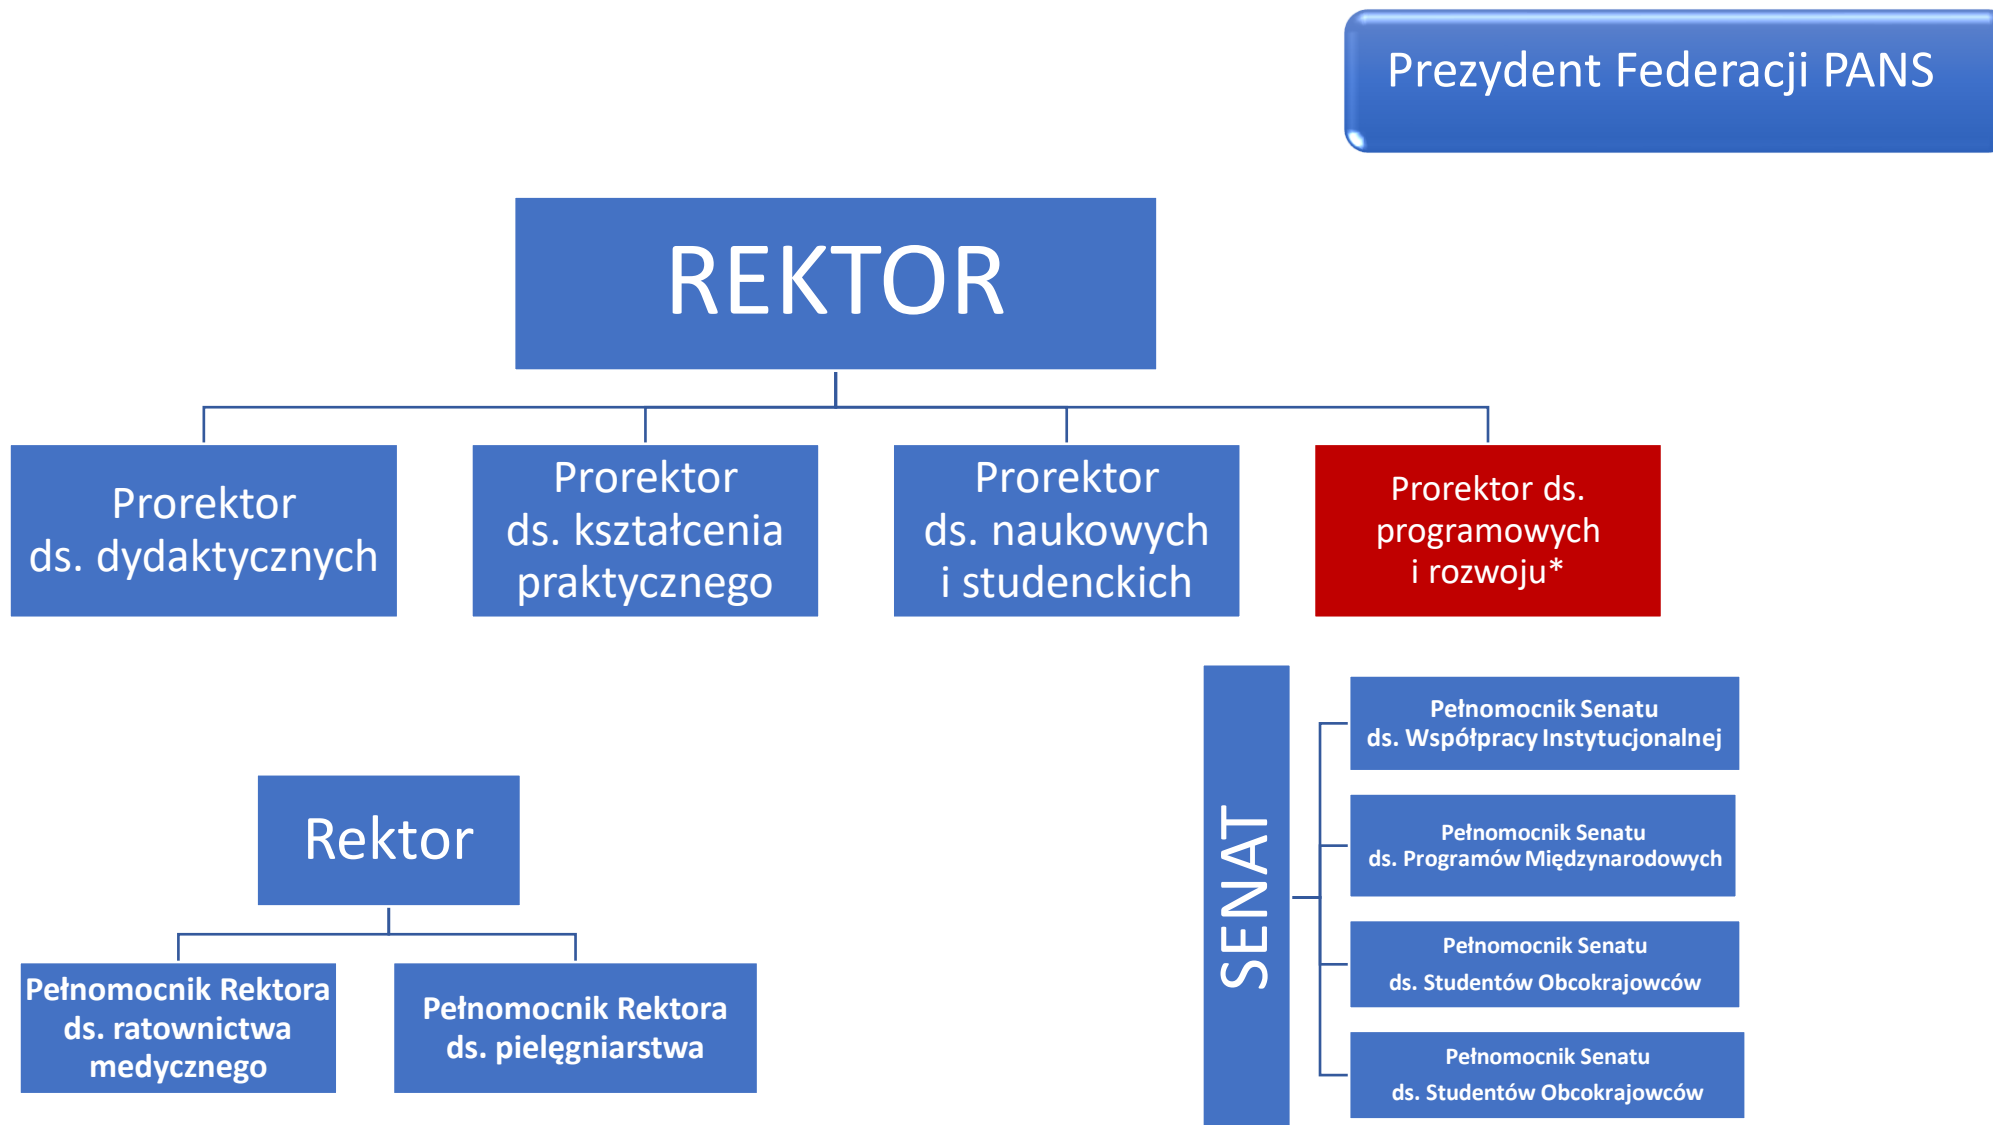 Prezydent Federacji PANS
REKTOR
Prorektor
ds. dydaktycznych
Prorektor
ds. kształcenia
praktycznego
Prorektor
ds. naukowych
i studenckich
Prorektor ds.
programowych
i rozwoju*
Rektor
Pełnomocnik Rektora
ds. ratownictwa
medycznego
Pełnomocnik Rektora
ds. pielęgniarstwa
SENAT
Pełnomocnik Senatu
ds. Współpracy Instytucjonalnej
Pełnomocnik Senatu
ds. Programów Międzynarodowych
Pełnomocnik Senatu
ds. Studentów Obcokrajowców
Pełnomocnik Senatu
ds. Studentów Obcokrajowców